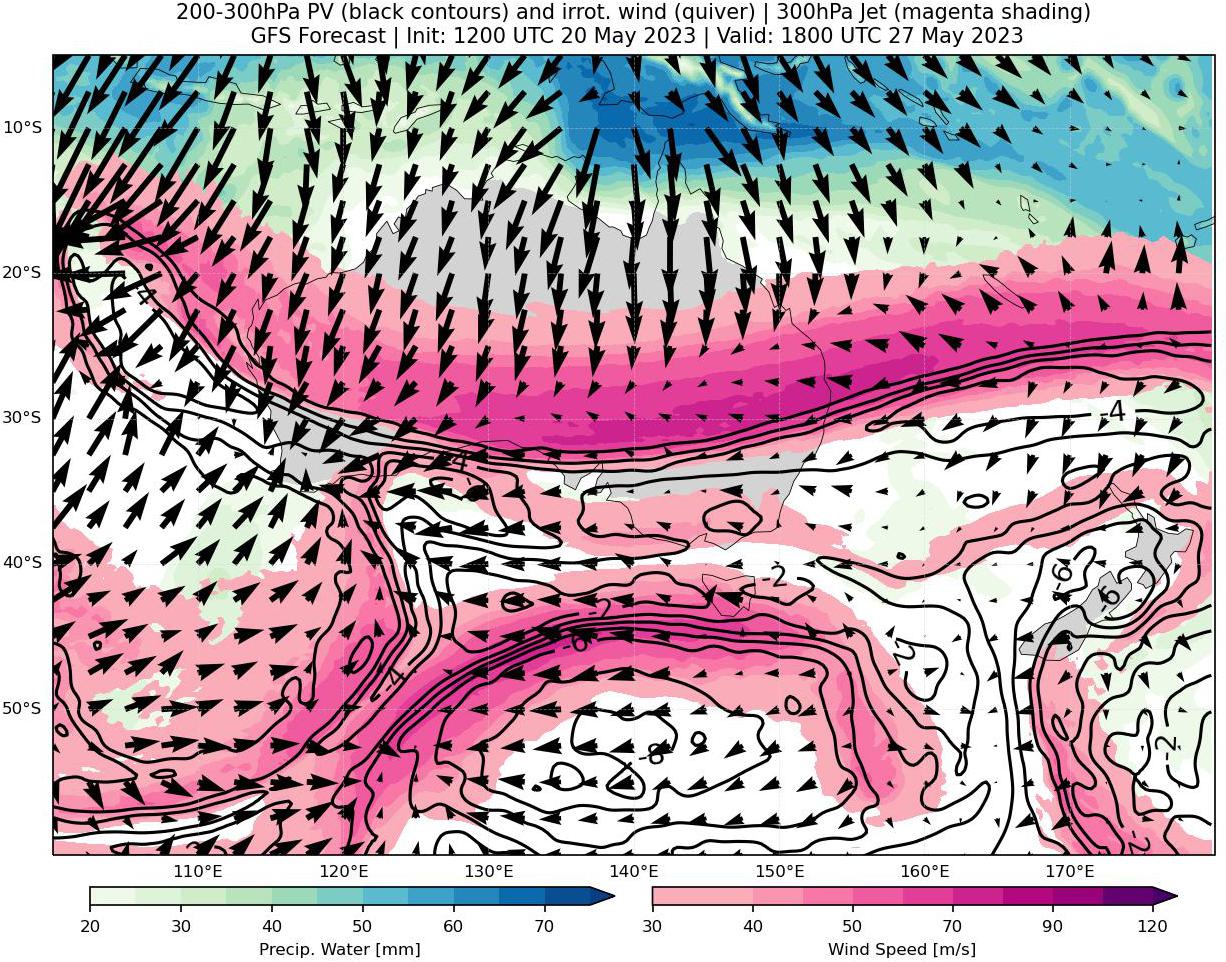 200-300hPa PV (black contours) and irrot. wind (quiver) | 300hPa Jet (magenta shading)
GFS Forecast | Init: 1200 UTC 20 May 2023 | Valid: 1800 UTC 27 May 2023
10°S
20°S
-4
30°S
-4
-4
-6
40°S
-6
-2
-6
-2
-6
-2
-4
50°S
-2
-8
-2
110°E 120°E 130°E 140°E 150°E 160°E 170°E
20 30 40 50 60 70
30 40 50 70 90 120
Precip. Water [mm]
Wind Speed [m/s]